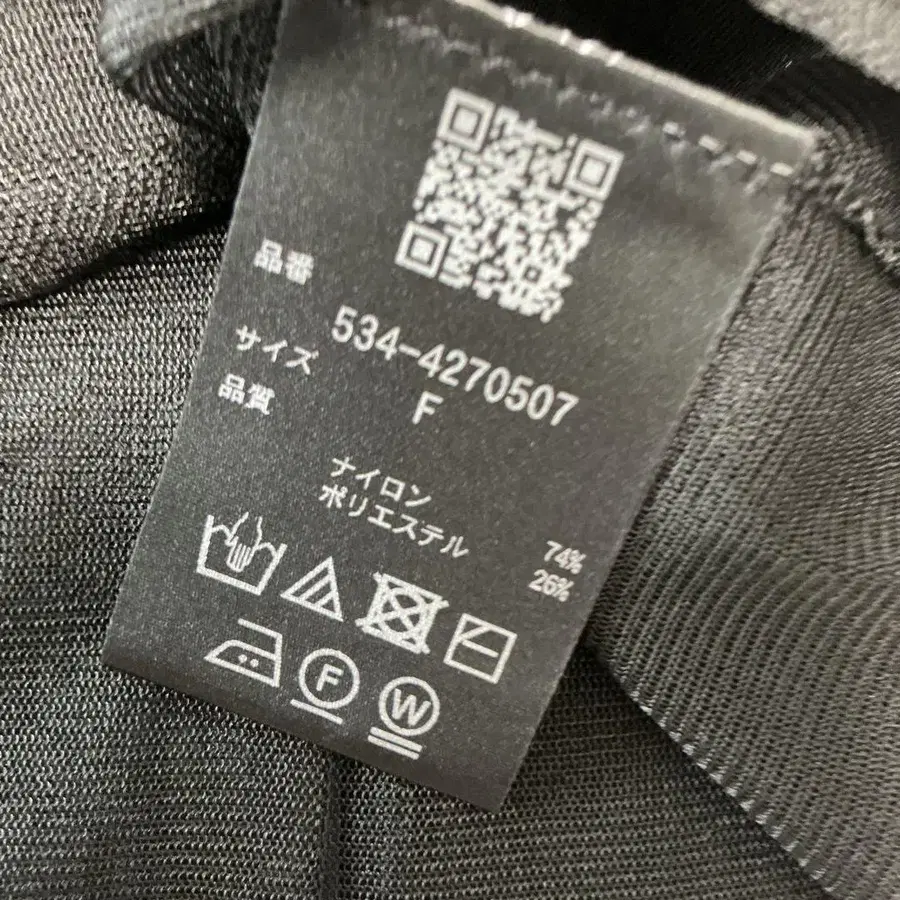 品番 534-4270507
サイズ F
品質
ナイロン 74%
ポリエステル 26%
F
W